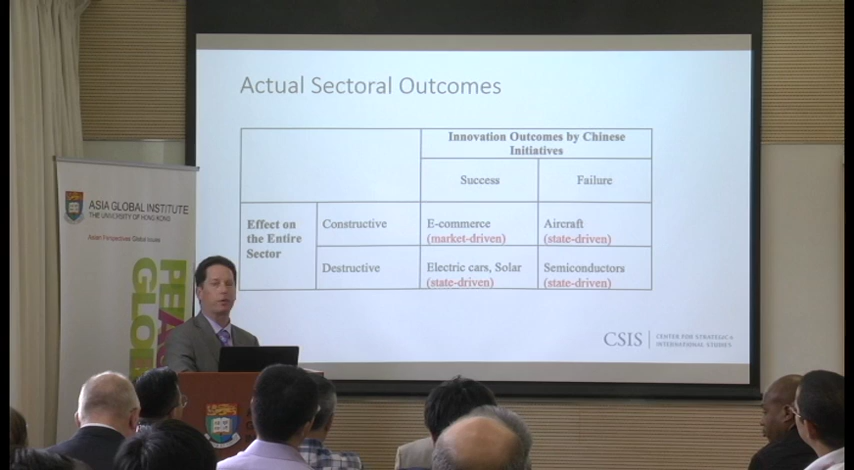 Actual Sectoral Outcomes
Innovation Outcomes by Chinese
Initiatives
Success
Failure
Effect on
the Entire
Sector
Constructive
E-commerce
(market-driven)
Aircraft
(state-driven)
Destructive
Electric cars, Solar
(state-driven)
Semiconductors
(state-driven)
CSIS
CENTER FOR STRATEGIC &
INTERNATIONAL STUDIES
ASIA GLOBAL INSTITUTE
THE UNIVERSITY OF HONG KONG
Asian Perspectives Global Issues